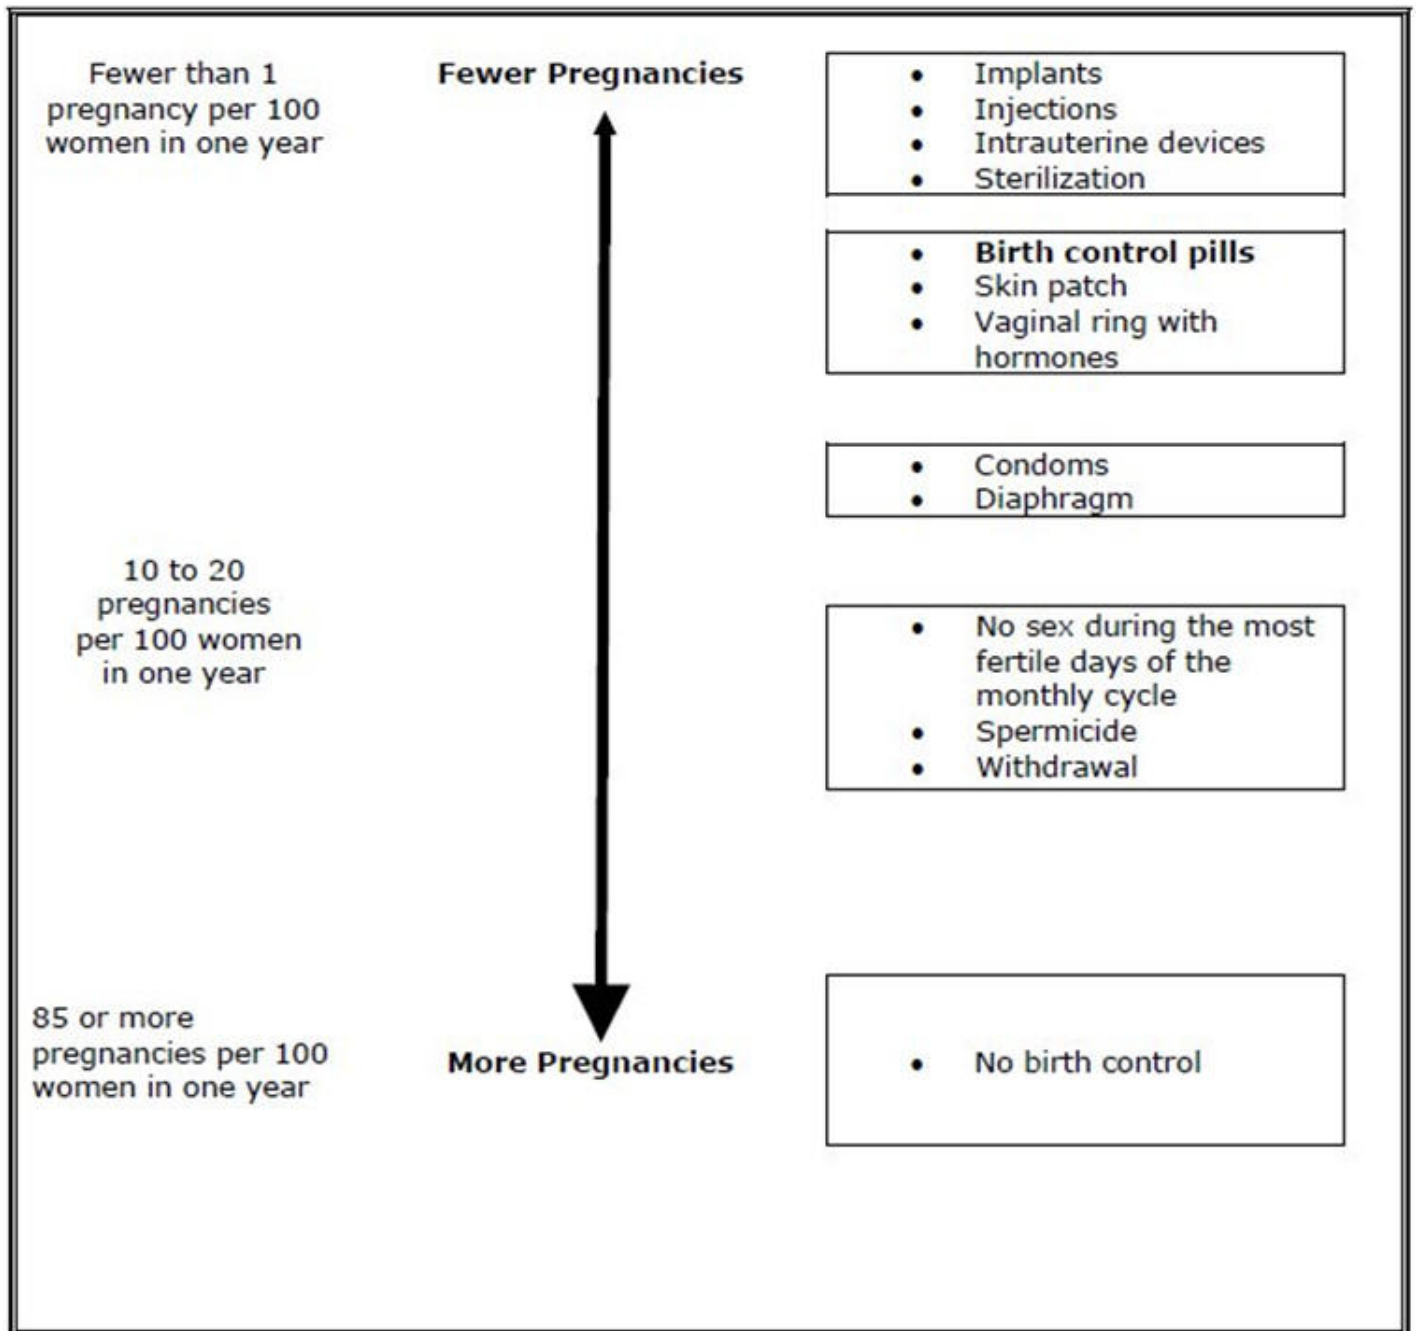 Fewer than 1
pregnancy per 100
women in one year
Fewer Pregnancies
• Implants
• Injections
• Intrauterine devices
• Sterilization
• Birth control pills
• Skin patch
• Vaginal ring with
hormones
• Condoms
• Diaphragm
10 to 20
pregnancies
per 100 women
in one year
• No sex during the most
fertile days of the
monthly cycle
• Spermicide
• Withdrawal
85 or more
pregnancies per 100
women in one year
More Pregnancies
• No birth control